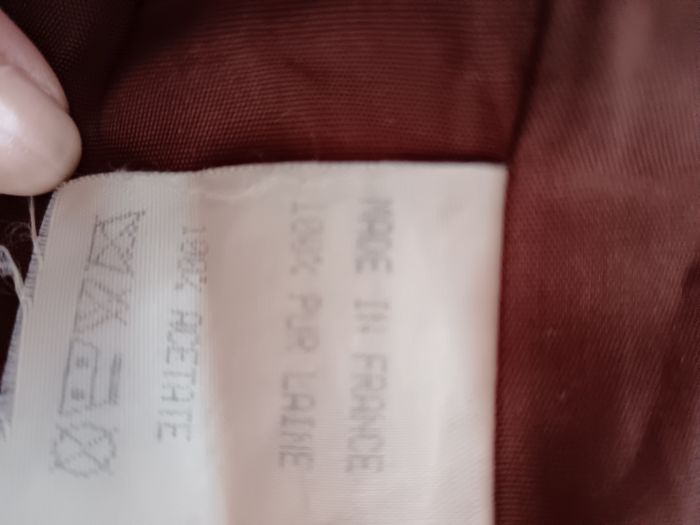 MADE IN FRANCE
100% PUR LAINE
100% ACETATE